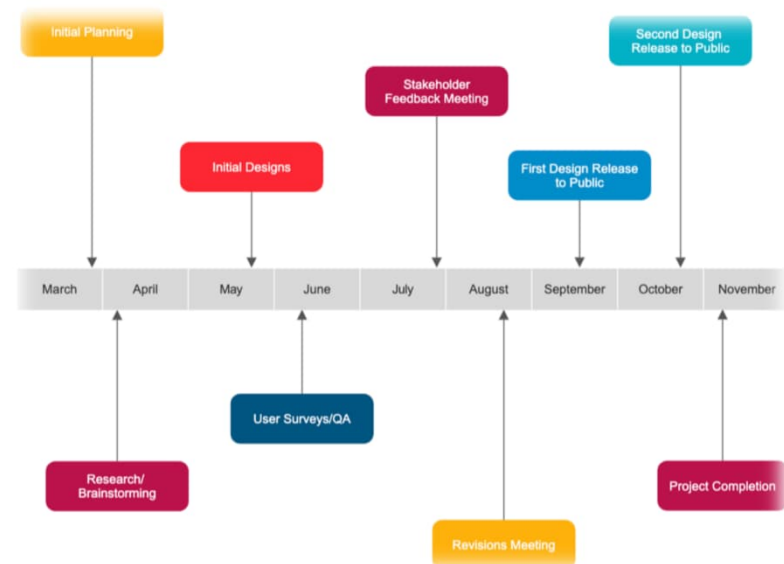 Initial Planning
Second Design
Release to Public
Stakeholder
Feedback Meeting
Initial Designs
First Design Release
to Public
March
April
May
June
July
August
September
October
November
User Surveys/QA
Research/
Brainstorming
Project Completion
Revisions Meeting